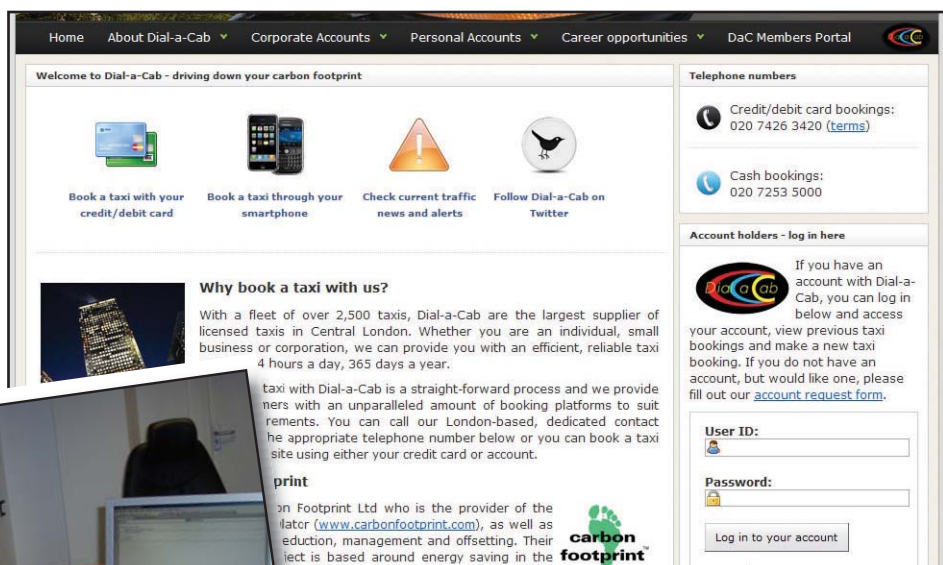 Home About Dial-a-Cab Corporate Accounts Personal Accounts Career opportunities DaC Members Portal
Dial a Cab
Welcome to Dial-a-Cab - driving down your carbon footprint
Book a taxi with your
credit/debit card
Book a taxi through your
smartphone
Check current traffic
news and alerts
Follow Dial-a-Cab on
Twitter
Why book a taxi with us?
With a fleet of over 2,500 taxis, Dial-a-Cab are the largest supplier of
licensed taxis in Central London. Whether you are an individual, small
business or corporation, we can provide you with an efficient, reliable taxi
4 hours a day, 365 days a year.
taxi with Dial-a-Cab is a straight-forward process and we provide
mers with an unparalleled amount of booking platforms to suit
rements. You can call our London-based, dedicated contact
he appropriate telephone number below or you can book a taxi
site using either your credit card or account.
print
on Footprint Ltd who is the provider of the
lator (www.carbonfootprint.com), as well as
eduction, management and offsetting. Their
ject is based around energy saving in the
carbon
footprint™
Telephone numbers
Credit/debit card bookings:
020 7426 3420 (terms)
Cash bookings:
020 7253 5000
Account holders - log in here
Dial a Cab
If you have an
account with Dial-a-
Cab, you can log in
below and access
your account, view previous taxi
bookings and make a new taxi
booking. If you do not have an
account, but would like one, please
fill out our account request form.
User ID:
Password:
Log in to your account